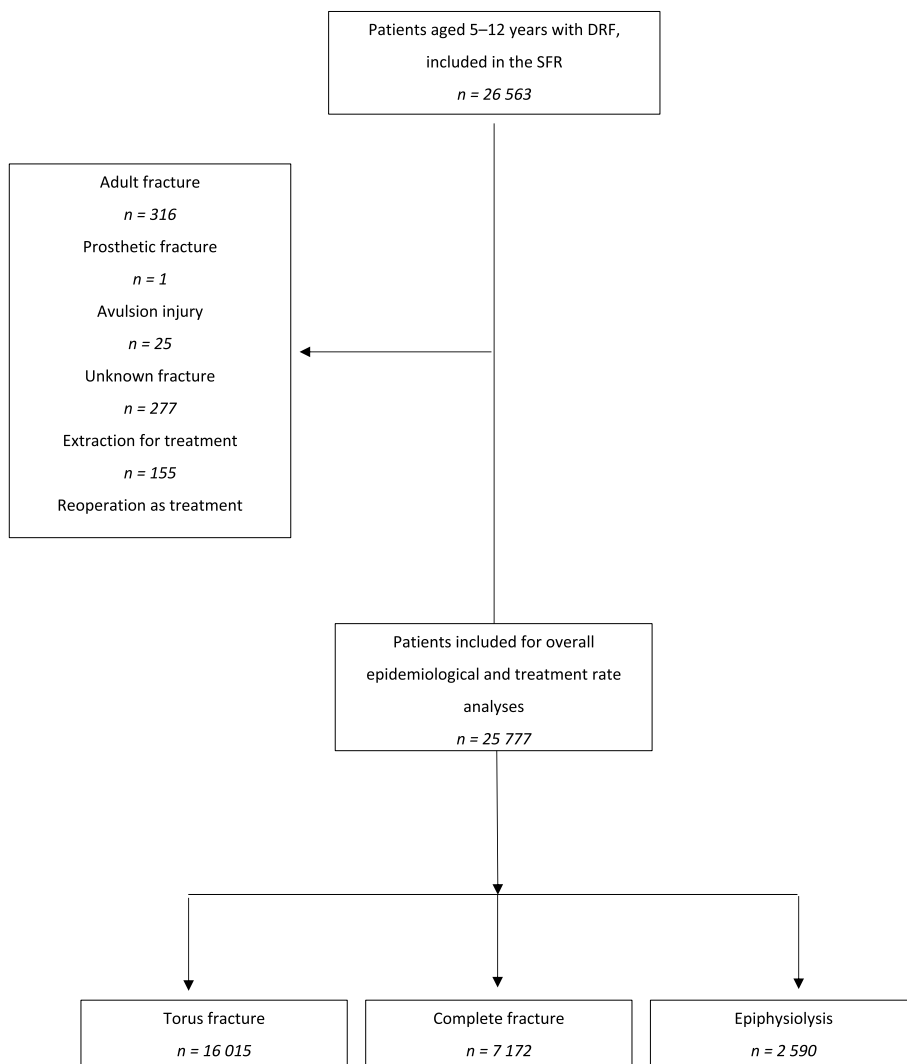 Patients aged 5–12 years with DRF,
included in the SFR
n = 26 563
Adult fracture
n = 316
Prosthetic fracture
n = 1
Avulsion injury
n = 25
Unknown fracture
n = 277
Extraction for treatment
n = 155
Reoperation as treatment
Patients included for overall
epidemiological and treatment rate
analyses
n = 25 777
Torus fracture
n = 16 015
Complete fracture
n = 7 172
Epiphysiolysis
n = 2 590